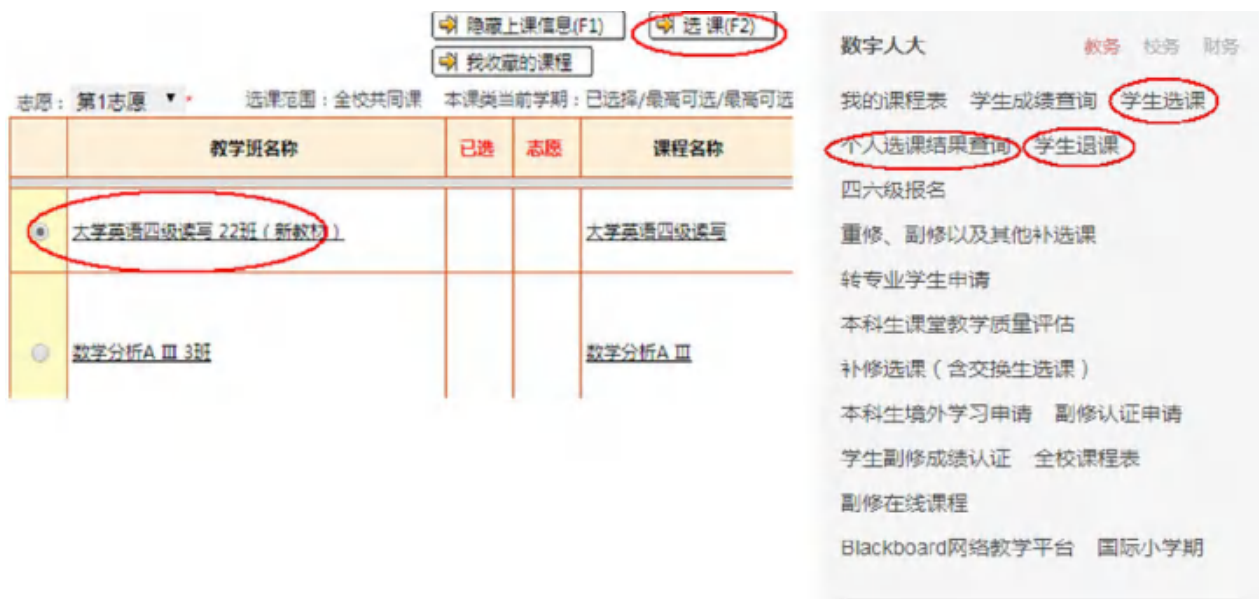 隐藏上课信息(F1) 选 课(F2)
我收藏的课程
志愿： 第1志愿 * 选课范围：全校共同课 本课类当前学期：已选择/最高可选/最高可选
教学班名称 已选 志愿 课程名称
大学英语四级读写 22班（新教材） 大学英语四级读写
数学分析A Ⅲ 3班 数学分析A Ⅲ
数字人大 教务 校务 财务
我的课程表 学生成绩查询 学生选课
个人选课结果查询 学生退课
四六级报名
重修、副修以及其他补选课
转专业学生申请
本科生课堂教学质量评估
补修选课（含交换生选课）
本科生境外学习申请 副修认证申请
学生副修成绩认证 全校课程表
副修在线课程
Blackboard网络教学平台 国际小学期